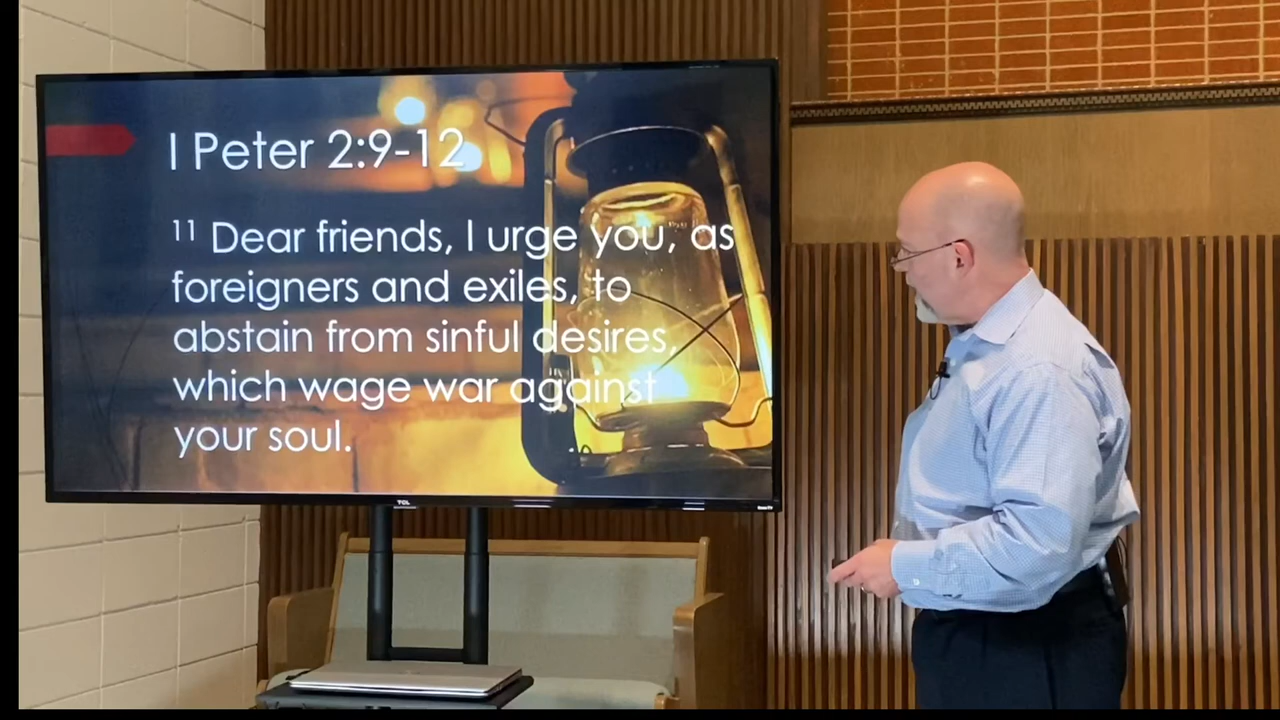 I Peter 2:9-12
¹¹ Dear friends, I urge you, as
foreigners and exiles, to
abstain from sinful desires,
which wage war against
your soul.
TCL